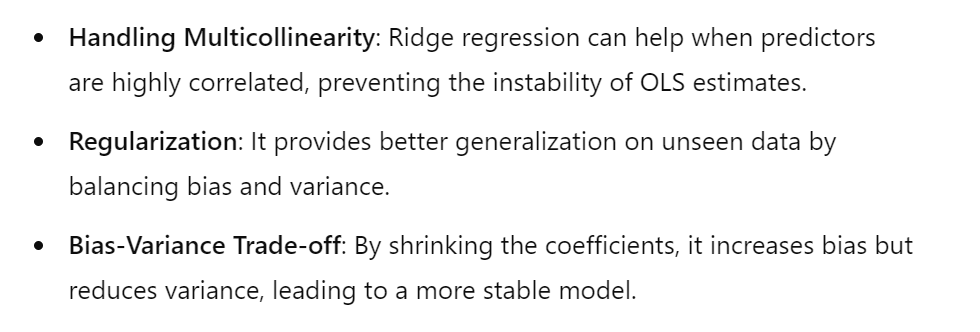 • Handling Multicollinearity: Ridge regression can help when predictors
are highly correlated, preventing the instability of OLS estimates.
• Regularization: It provides better generalization on unseen data by
balancing bias and variance.
• Bias-Variance Trade-off: By shrinking the coefficients, it increases bias but
reduces variance, leading to a more stable model.